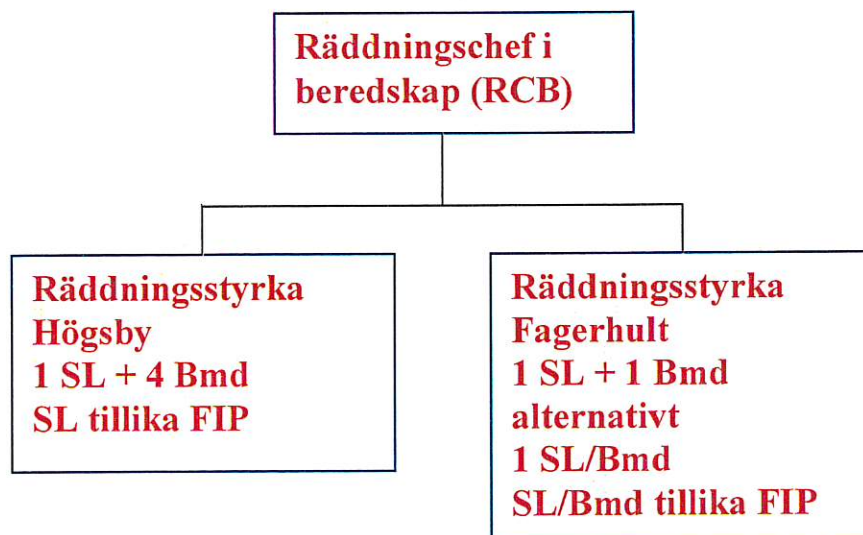 Räddningschef i
beredskap (RCB)
Räddningsstyrka
Högsby
1 SL + 4 Bmd
SL tillika FIP
Räddningsstyrka
Fagerhult
1 SL + 1 Bmd
alternativt
1 SL/Bmd
SL/Bmd tillika FIP